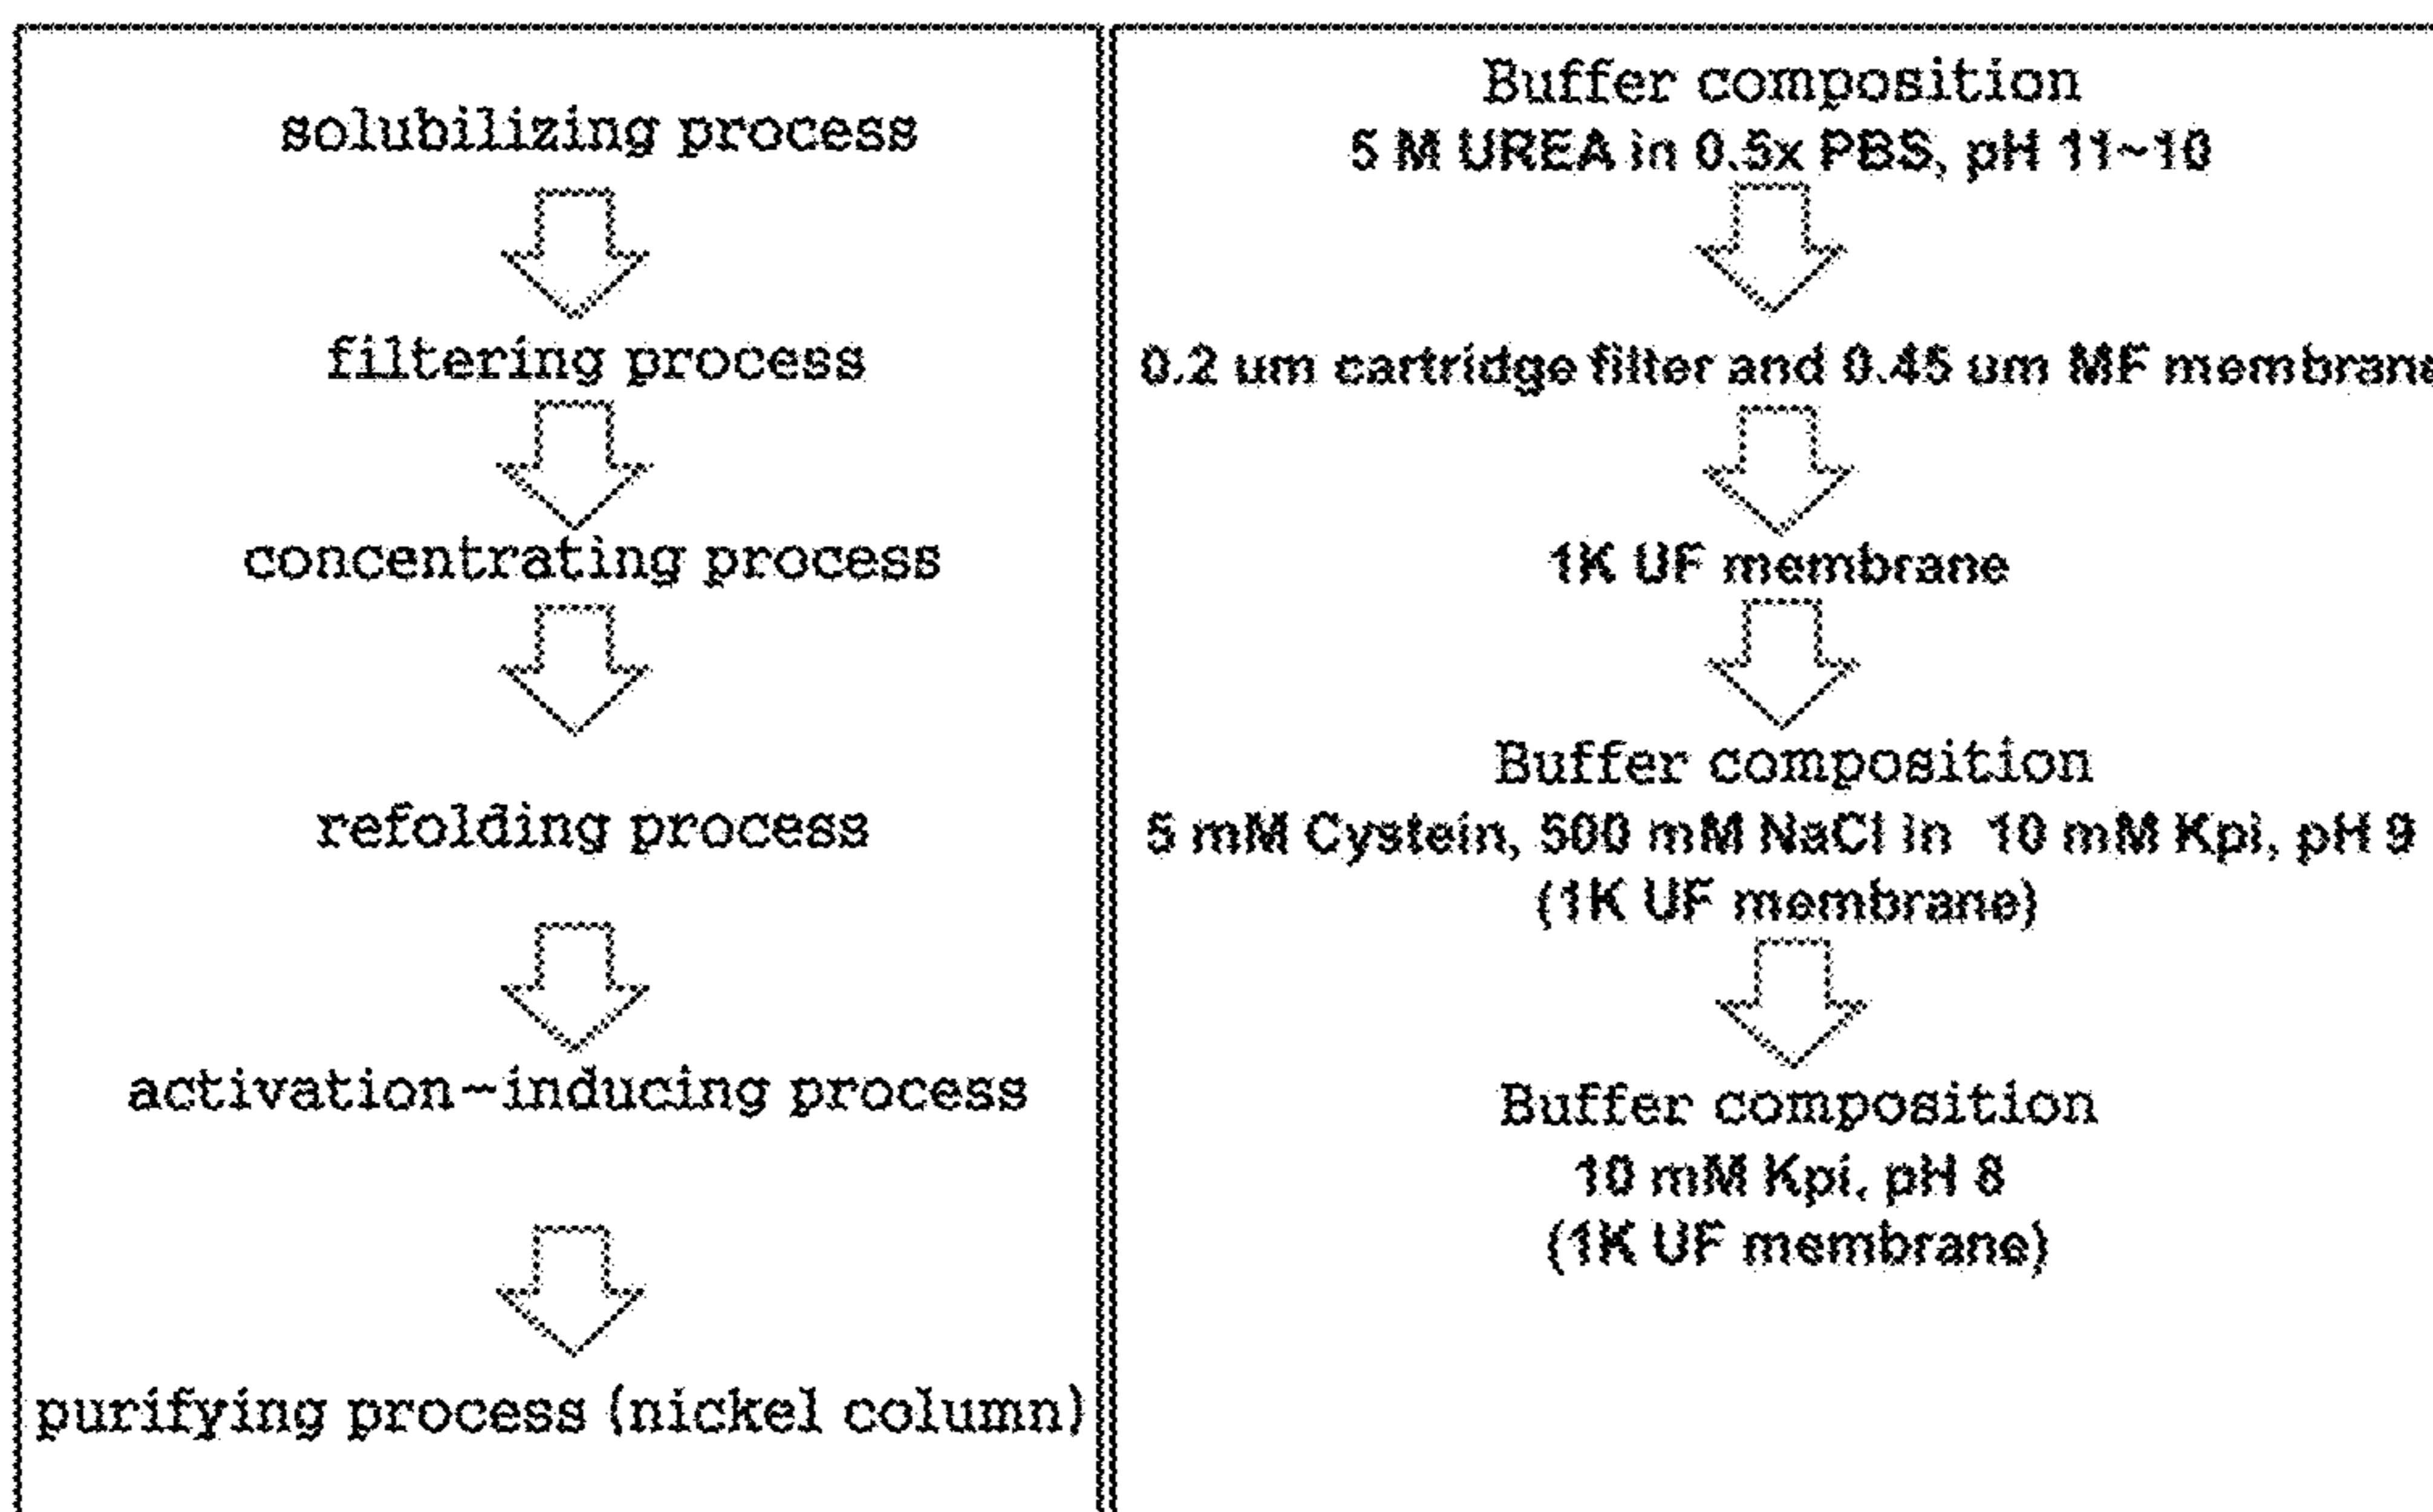 solubilizing process
filtering process
concentrating process
refolding process
activation-inducing process
purifying process (nickel column)
Buffer composition
5 M UREA in 0.5x PBS, pH 11~10
0.2 um cartridge filter and 0.45 um MF membrane
1K UF membrane
Buffer composition
5 mM Cystein, 500 mM NaCl in 10 mM Kpi, pH 9
(1K UF membrane)
Buffer composition
10 mM Kpi, pH 8
(1K UF membrane)